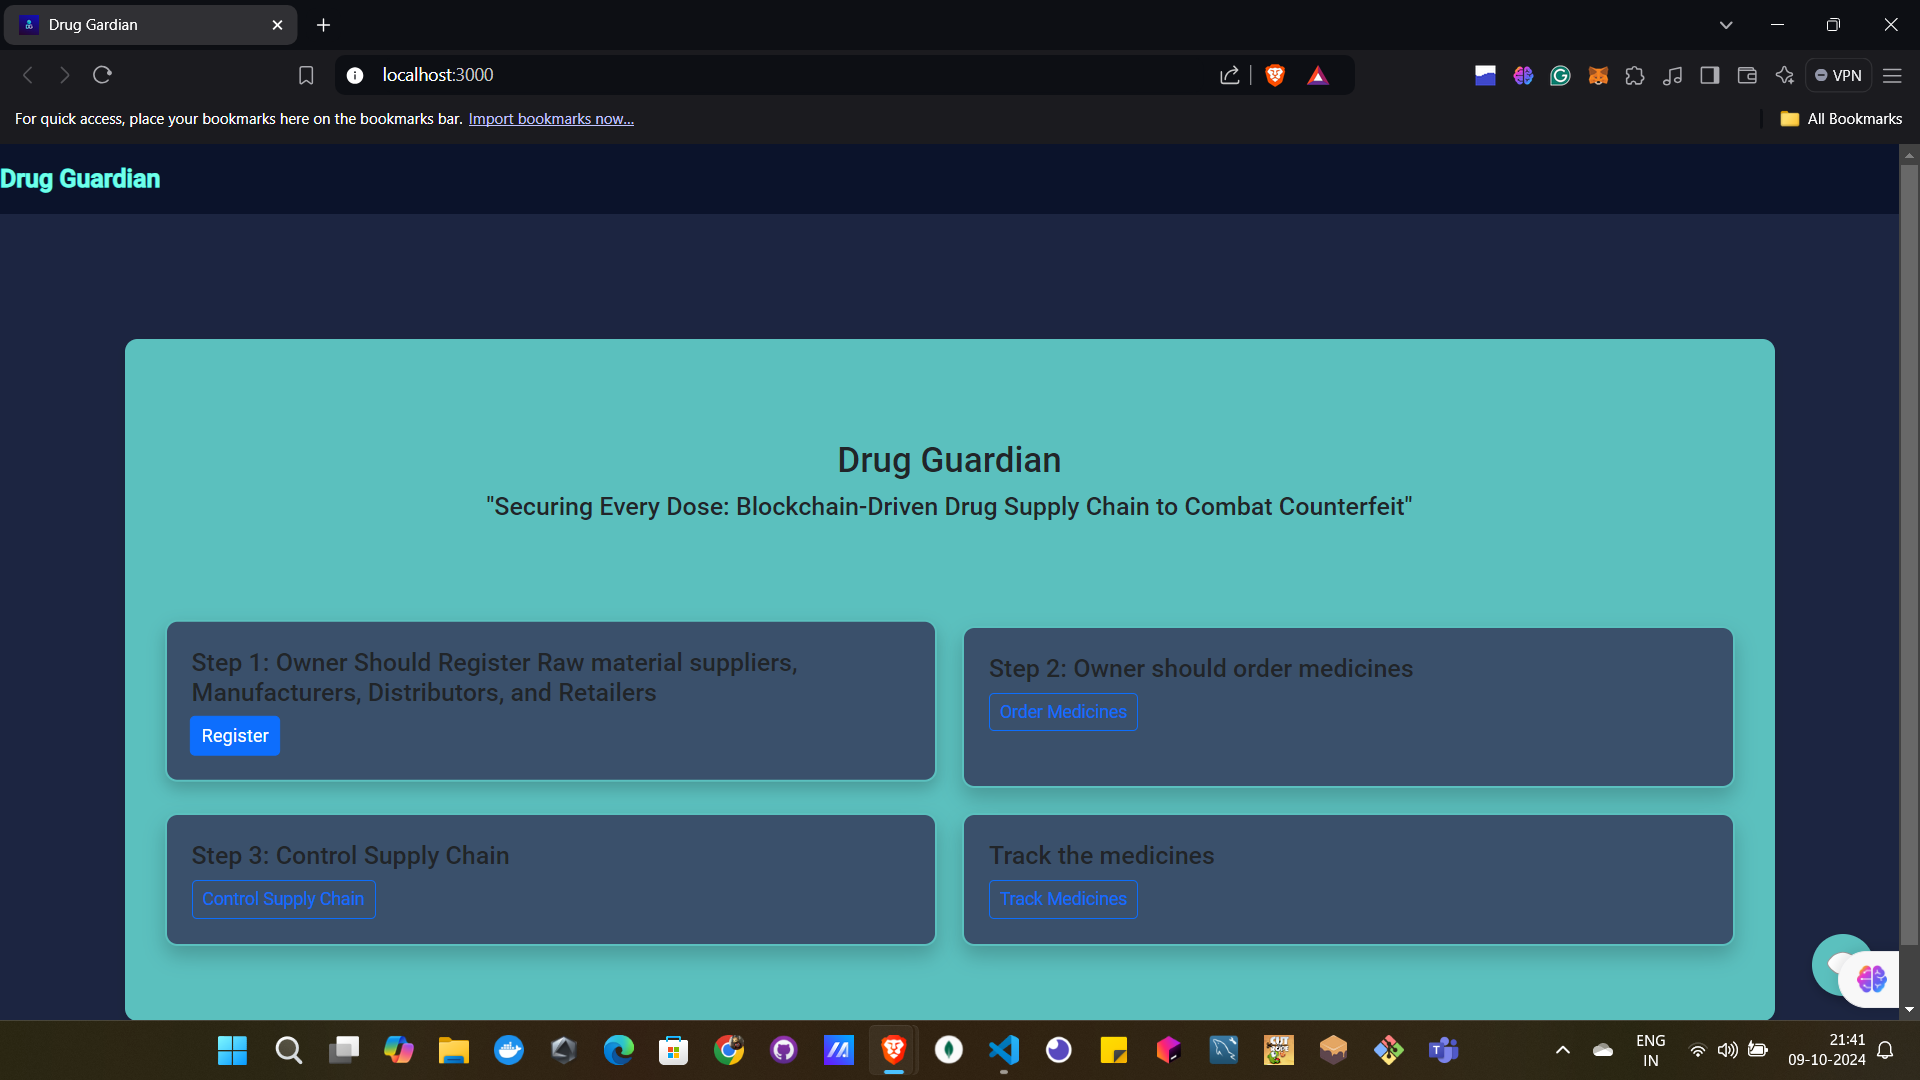 Drug Gardian
localhost:3000
VPN
For quick access, place your bookmarks here on the bookmarks bar. Import bookmarks now...
All Bookmarks
Drug Guardian
Drug Guardian
"Securing Every Dose: Blockchain-Driven Drug Supply Chain to Combat Counterfeit"
Step 1: Owner Should Register Raw material suppliers,
Manufacturers, Distributors, and Retailers
Register
Step 2: Owner should order medicines
Order Medicines
Step 3: Control Supply Chain
Control Supply Chain
Track the medicines
Track Medicines
ENG
IN
21:41
09-10-2024